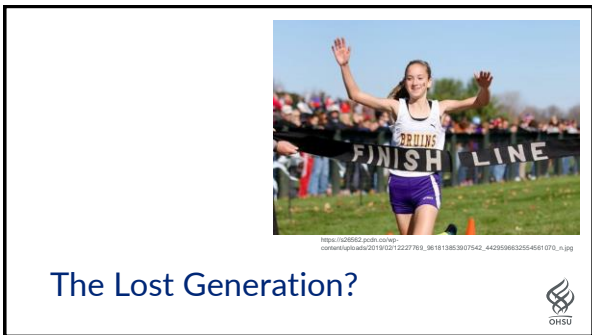 BRUINS
FINISH LINE
https://s26562.pcdn.co/wp-
content/uploads/2019/02/12227769_961813853907542_4429596632554561070_n.jpg
The Lost Generation?
OHSU